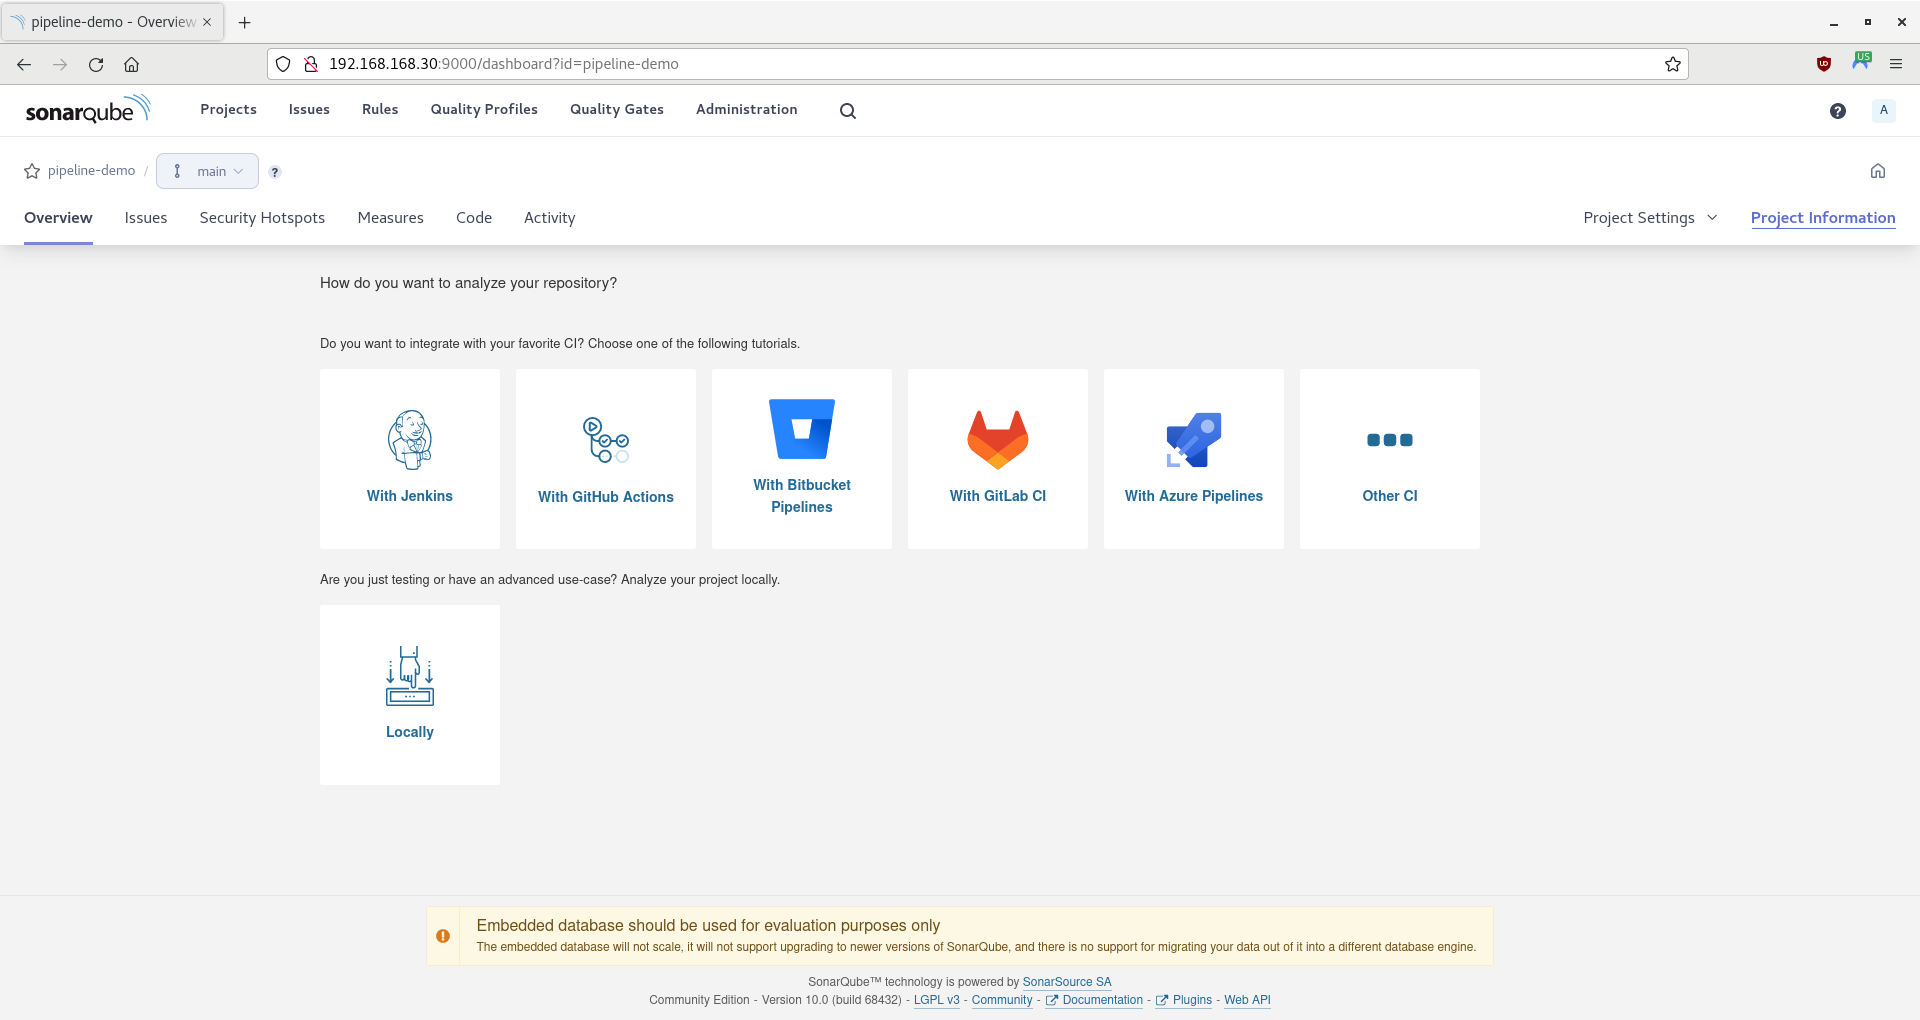 pipeline-demo - Overview
192.168.168.30:9000/dashboard?id=pipeline-demo
US
sonarqube
Projects
Issues
Rules
Quality Profiles
Quality Gates
Administration
?
A
pipeline-demo /
main
?
Overview
Issues
Security Hotspots
Measures
Code
Activity
Project Settings
Project Information
How do you want to analyze your repository?
Do you want to integrate with your favorite CI? Choose one of the following tutorials.
With Jenkins
With GitHub Actions
With Bitbucket
Pipelines
With GitLab CI
With Azure Pipelines
Other CI
Are you just testing or have an advanced use-case? Analyze your project locally.
Locally
Embedded database should be used for evaluation purposes only
The embedded database will not scale, it will not support upgrading to newer versions of SonarQube, and there is no support for migrating your data out of it into a different database engine.
SonarQube™ technology is powered by SonarSource SA
Community Edition - Version 10.0 (build 68432) - LGPL v3 - Community - Documentation - Plugins - Web API